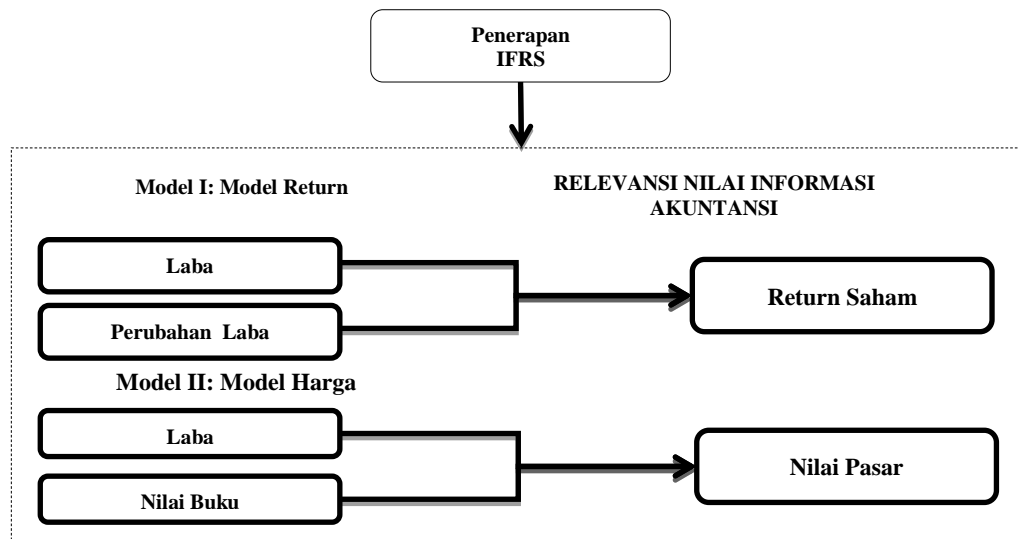 Penerapan
IFRS
Model I: Model Return
RELEVANSI NILAI INFORMASI
AKUNTANSI
Laba
Perubahan Laba
Return Saham
Model II: Model Harga
Laba
Nilai Buku
Nilai Pasar